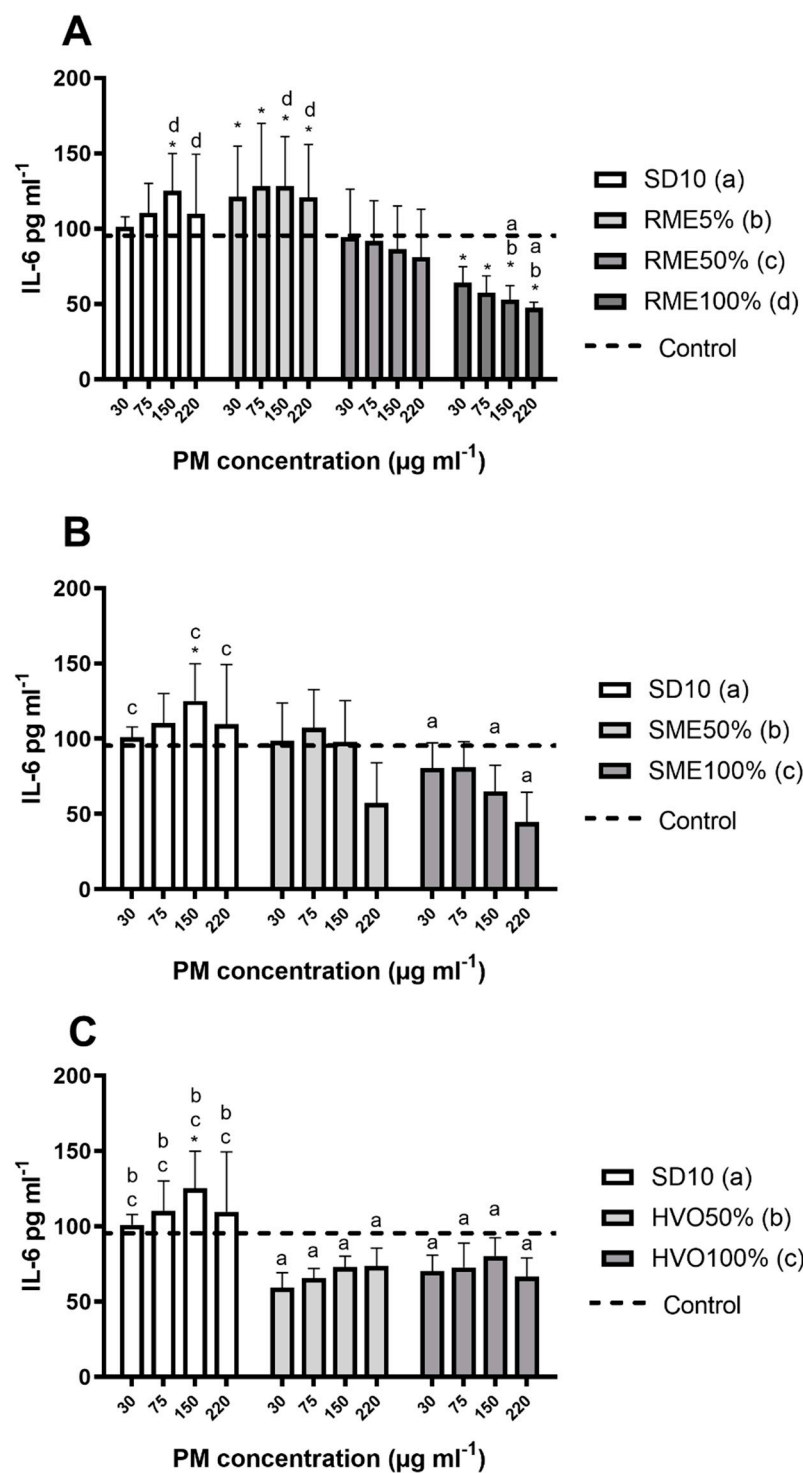 A
200
150
100
50
0
IL-6 pg ml⁻¹
* d
d
*
*
* d
* d
*
*
a
b *
a
b *
30 75 150 220 30 75 150 220 30 75 150 220 30 75 150 220
PM concentration (µg ml⁻¹)
SD10 (a)
RME5% (b)
RME50% (c)
RME100% (d)
Control
B
200
150
100
50
0
IL-6 pg ml⁻¹
c
c
*
c
a
a
a
30 75 150 220 30 75 150 220 30 75 150 220
PM concentration (µg ml⁻¹)
SD10 (a)
SME50% (b)
SME100% (c)
Control
C
200
150
100
50
0
IL-6 pg ml⁻¹
b
c
b
c
b
c
*
b
c
a a a a a a a a
30 75 150 220 30 75 150 220 30 75 150 220
PM concentration (µg ml⁻¹)
SD10 (a)
HVO50% (b)
HVO100% (c)
Control